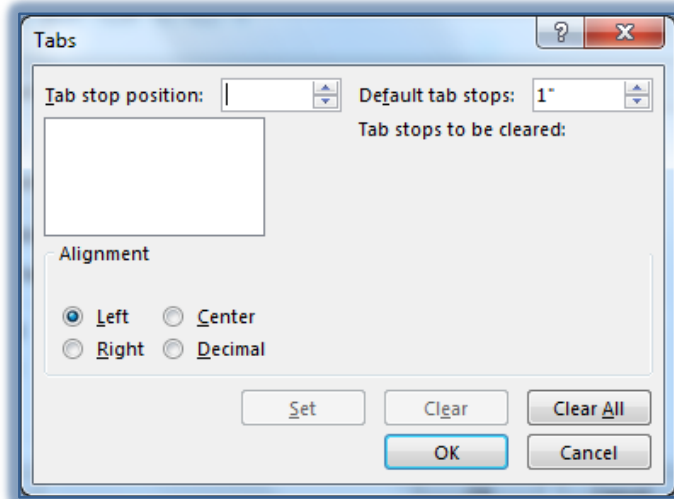 Tabs
Tab stop position: Default tab stops: 1"
Tab stops to be cleared:
Alignment
Left Center
Right Decimal
Set Clear Clear All
OK Cancel